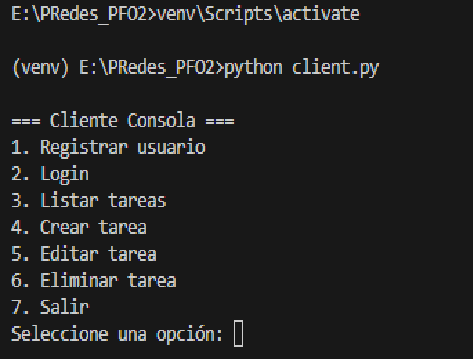 E:\PRedes_PFO2>venv\Scripts\activate
(venv) E:\PRedes_PFO2>python client.py
=== Cliente Consola ===
1. Registrar usuario
2. Login
3. Listar tareas
4. Crear tarea
5. Editar tarea
6. Eliminar tarea
7. Salir
Seleccione una opción: